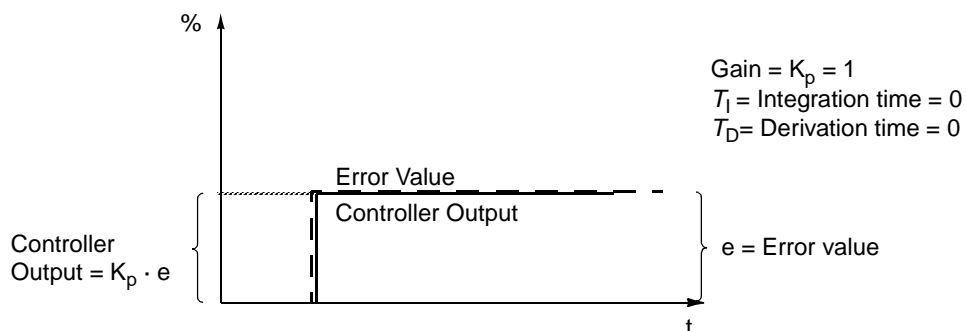 %
Gain = Kp = 1
TI = Integration time = 0
TD= Derivation time = 0
Error Value
Controller Output
Controller
Output = Kp · e
e = Error value
t